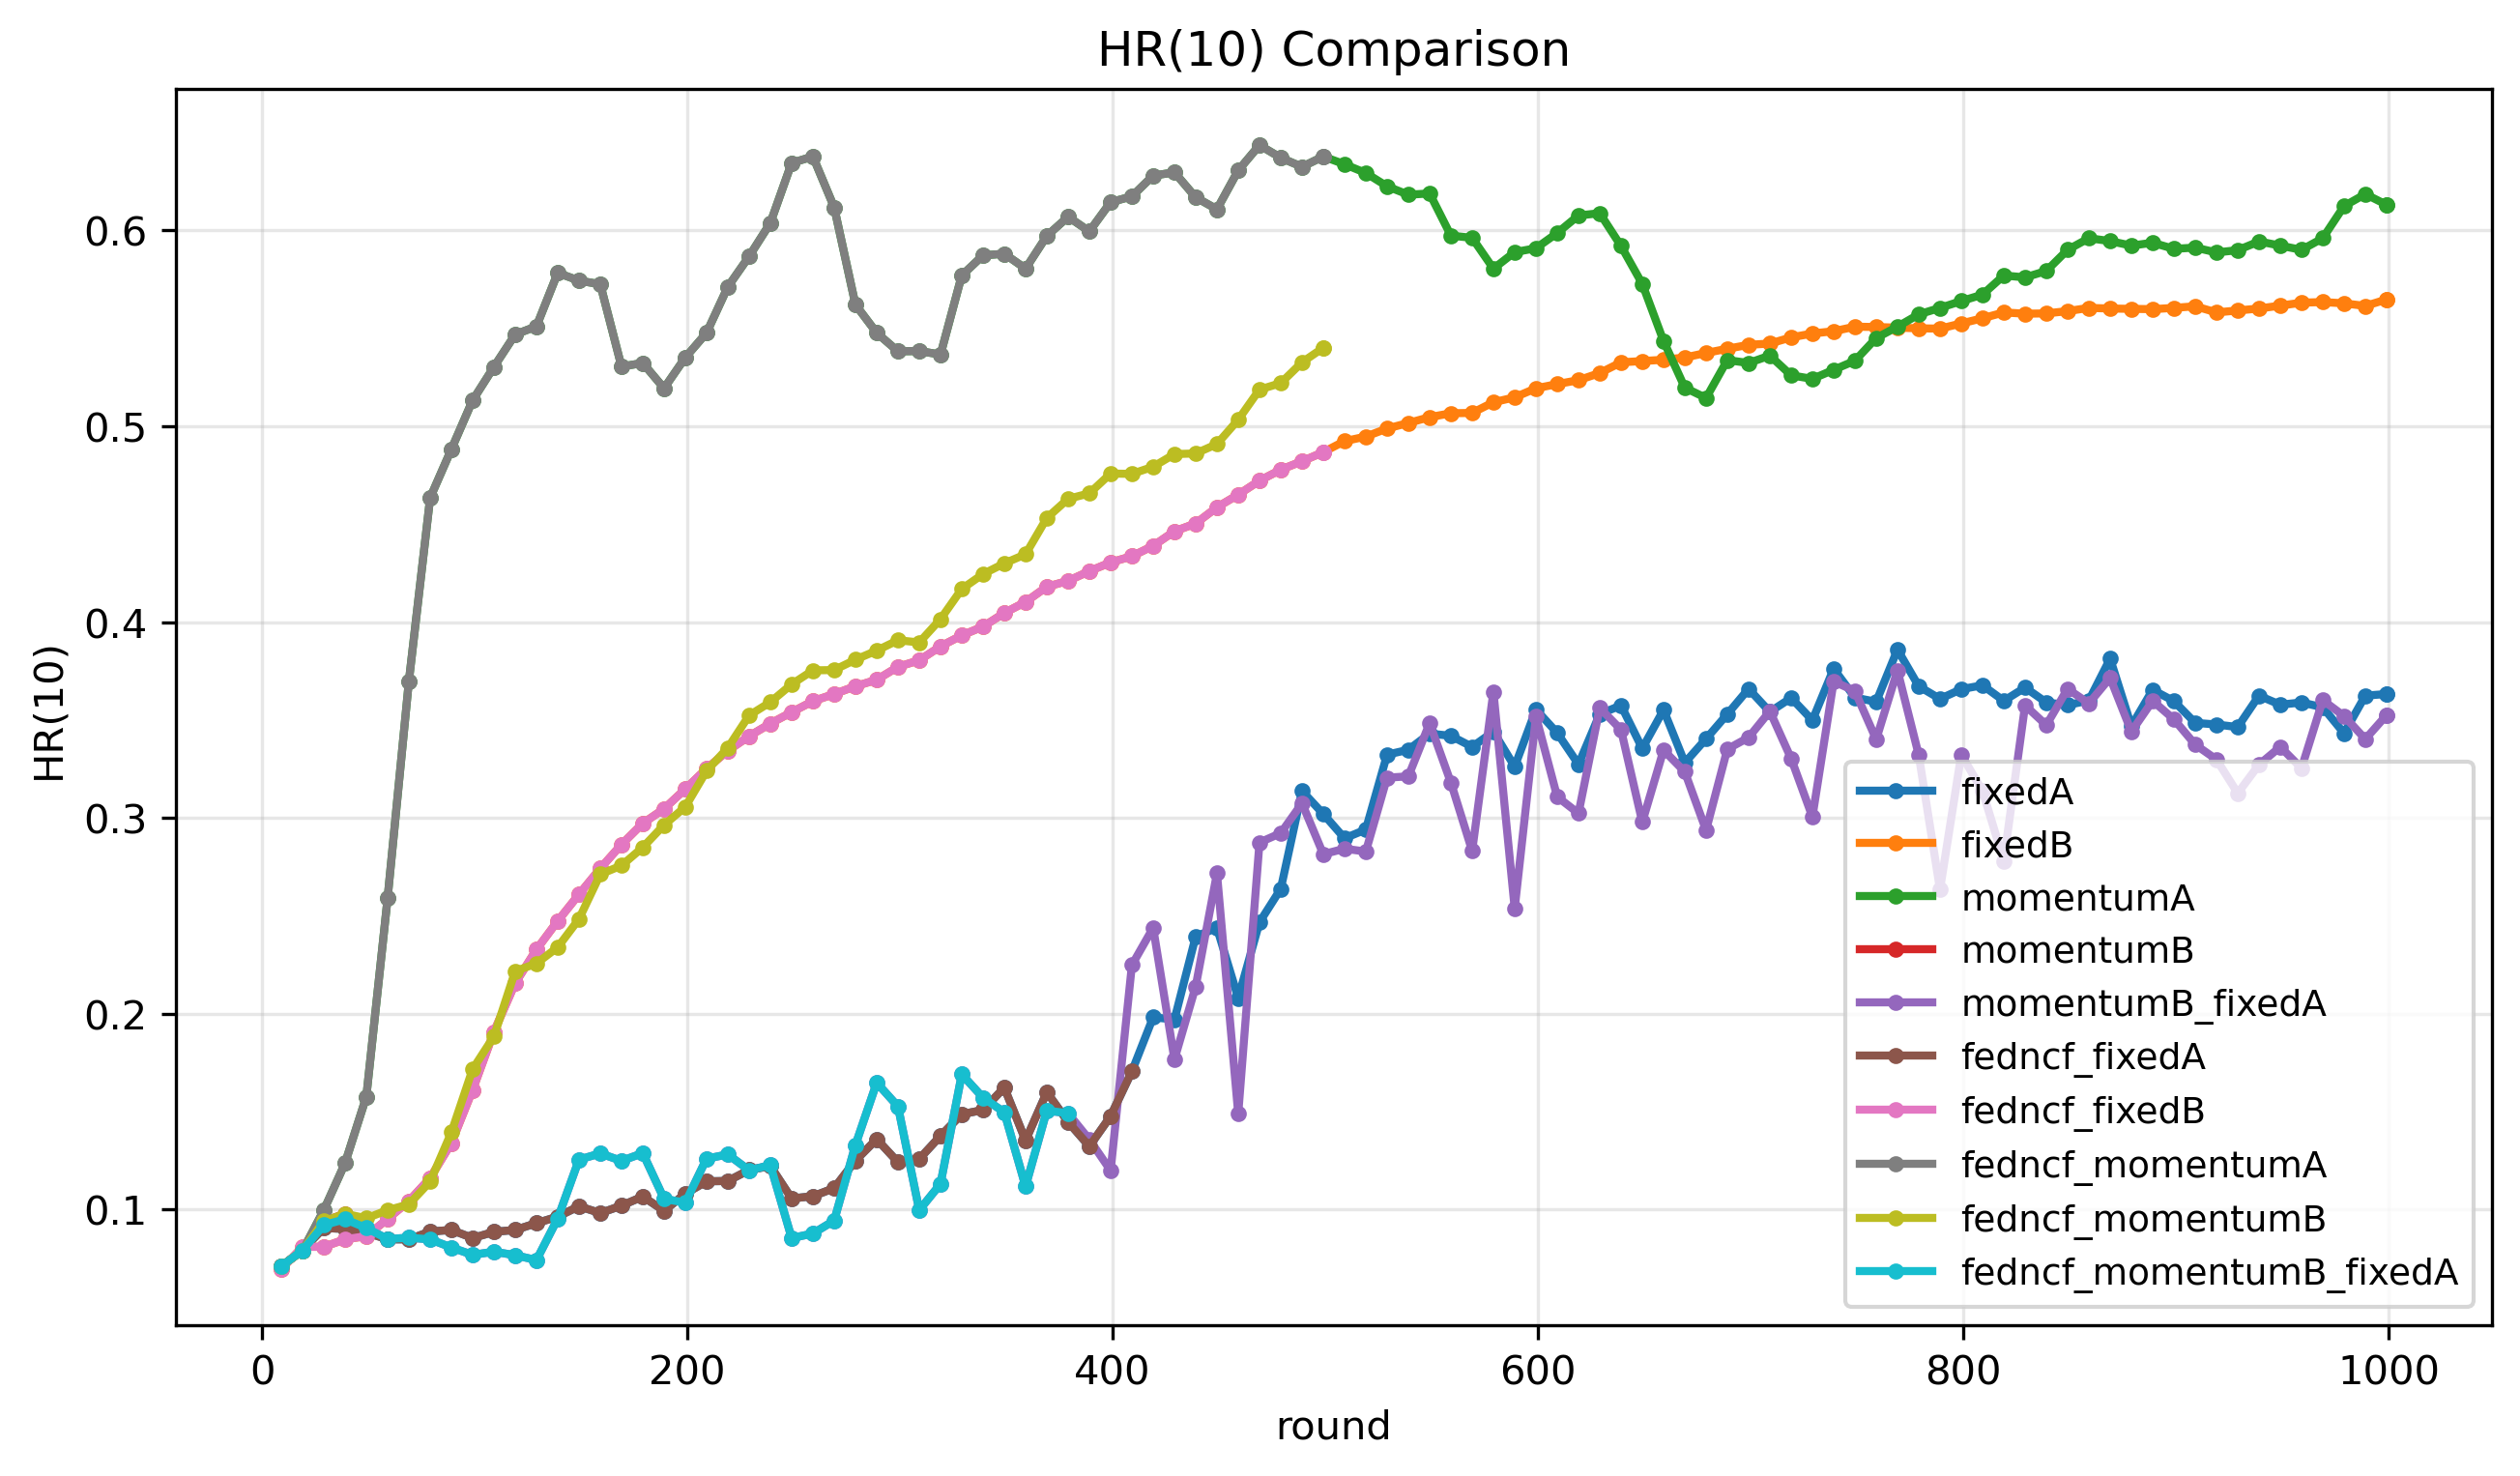 HR(10) Comparison
HR(10)
0.6
0.5
0.4
0.3
0.2
0.1
0
200
400
600
800
1000
round
fixedA
fixedB
momentumA
momentumB
momentumB_fixedA
fedncf_fixedA
fedncf_fixedB
fedncf_momentumA
fedncf_momentumB
fedncf_momentumB_fixedA